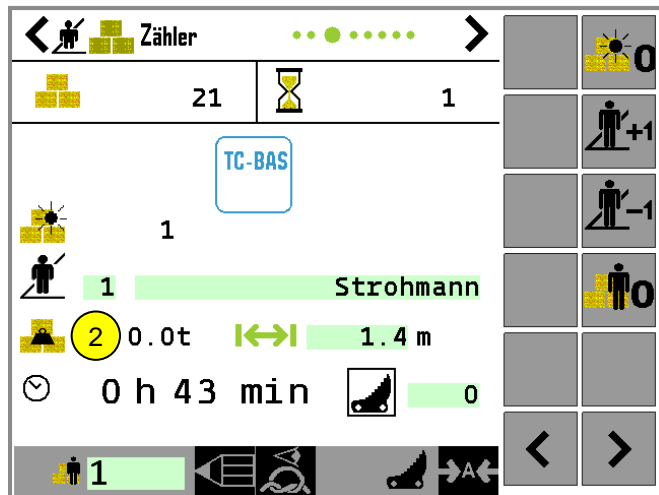 Zähler
21 1
0
TC-BAS
+1
1
-1
1 Strohmann
0
2 0.0t 1.4 m
0 h 43 min 0
1 A